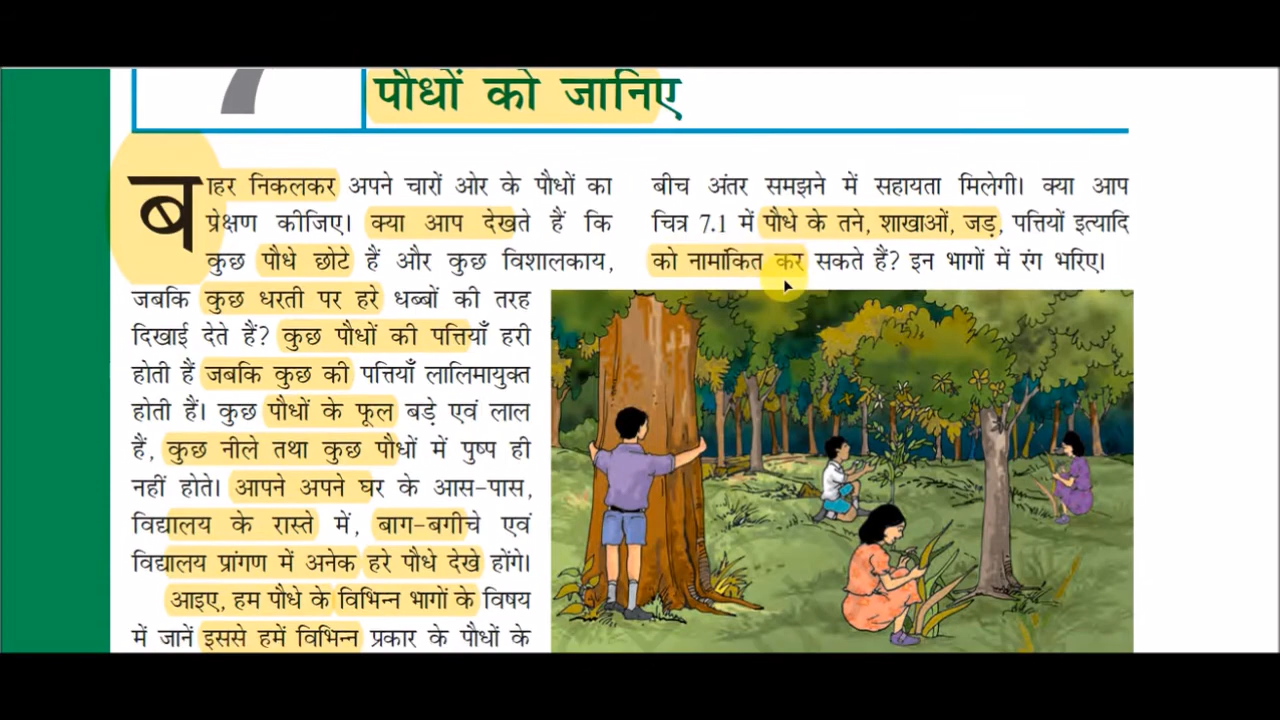 7
पौधों को जानिए
बाहर निकलकर अपने चारों ओर के पौधों का
प्रेक्षण कीजिए। क्या आप देखते हैं कि
कुछ पौधे छोटे हैं और कुछ विशालकाय,
जबकि कुछ धरती पर हरे धब्बों की तरह
दिखाई देते हैं? कुछ पौधों की पत्तियाँ हरी
होती हैं जबकि कुछ की पत्तियाँ लालिमायुक्त
होती हैं। कुछ पौधों के फूल बड़े एवं लाल
हैं, कुछ नीले तथा कुछ पौधों में पुष्प ही
नहीं होते। आपने अपने घर के आस-पास,
विद्यालय के रास्ते में, बाग-बगीचे एवं
विद्यालय प्रांगण में अनेक हरे पौधे देखे होंगे।
आइए, हम पौधे के विभिन्न भागों के विषय
में जानें इससे हमें विभिन्न प्रकार के पौधों के
बीच अंतर समझने में सहायता मिलेगी। क्या आप
चित्र 7.1 में पौधे के तने, शाखाओं, जड़, पत्तियों इत्यादि
को नामांकित कर सकते हैं? इन भागों में रंग भरिए।